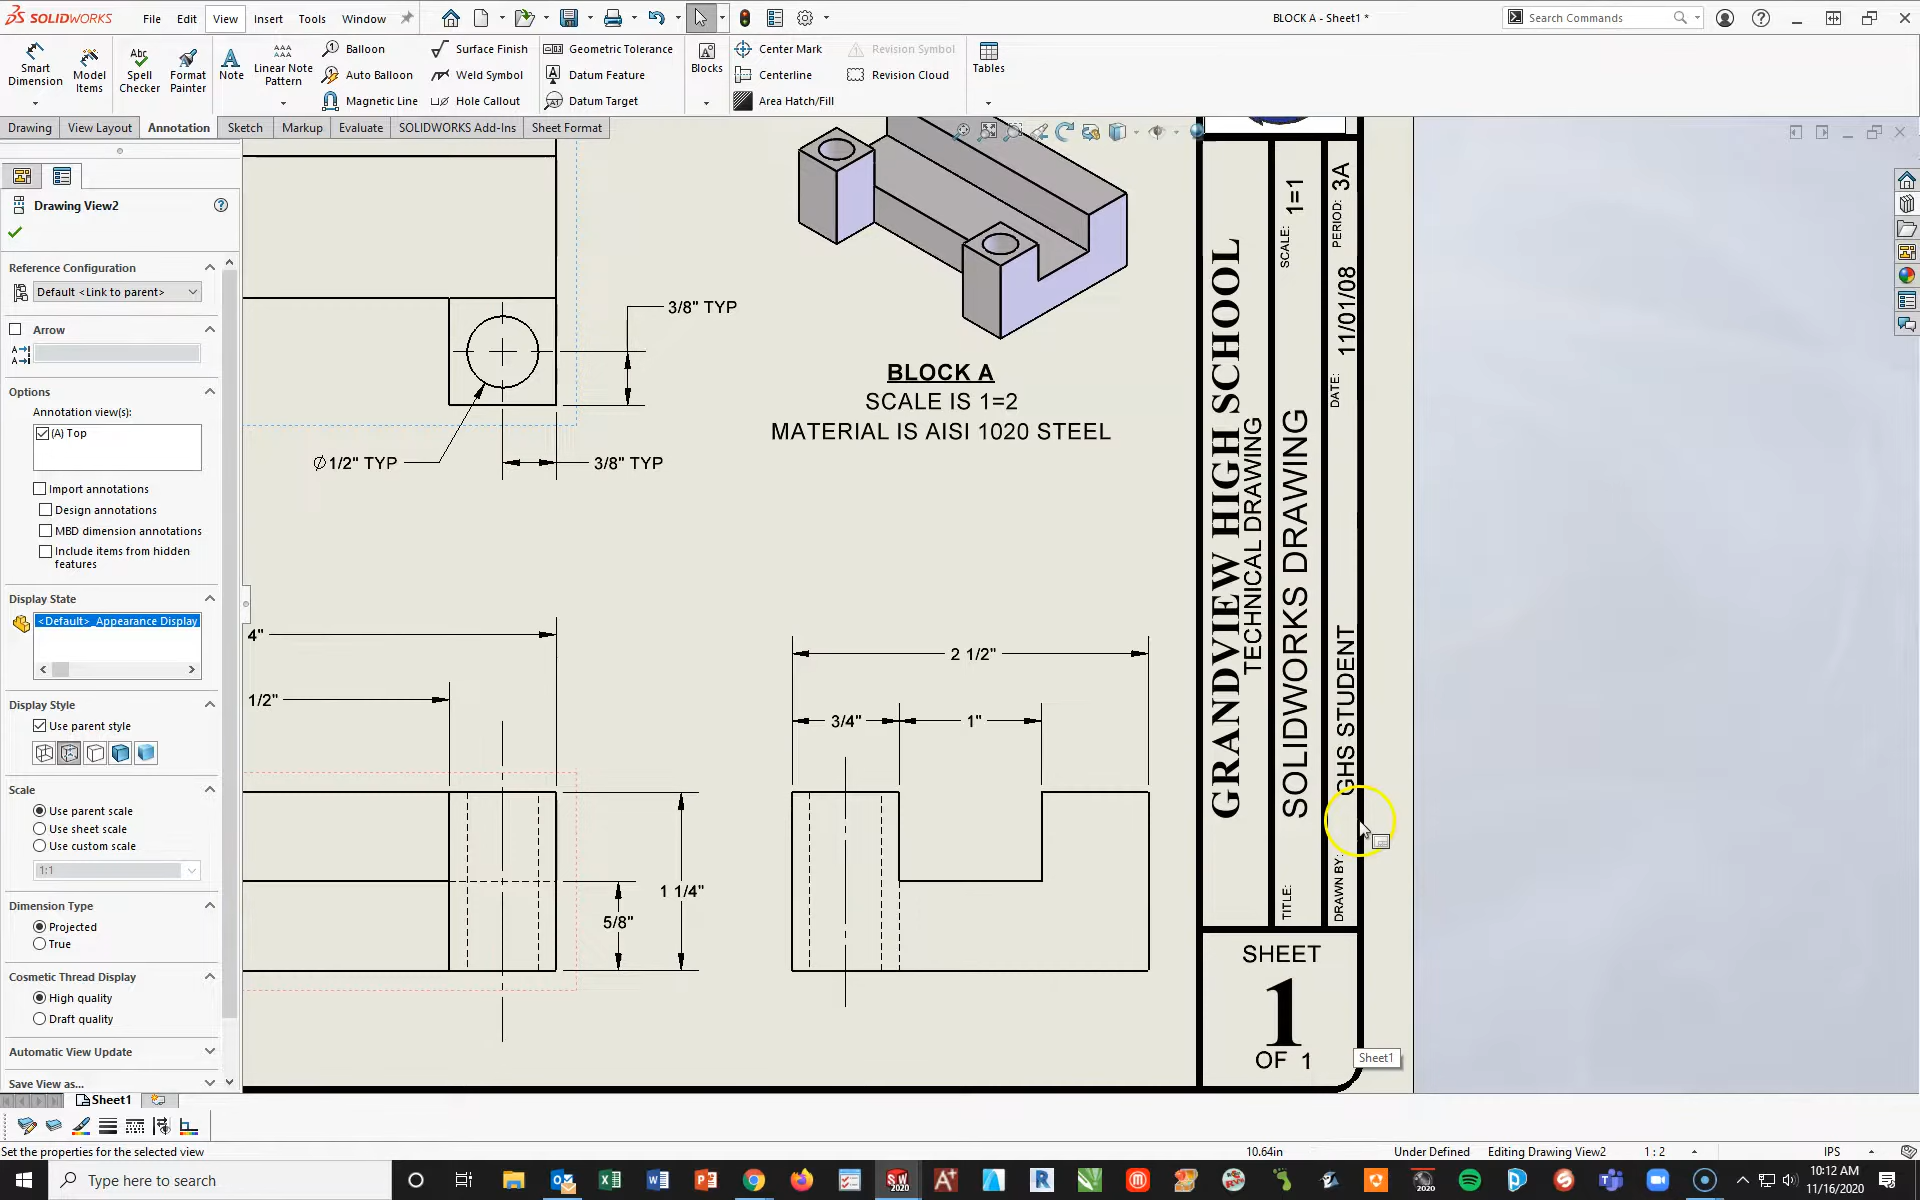 SOLIDWORKS
File
Edit
View
Insert
Tools
Window
BLOCK A - Sheet1 *
Search Commands
Smart
Dimension
Model
Items
Spell
Checker
Format
Painter
Note
Linear Note
Pattern
Balloon
Auto Balloon
Magnetic Line
Surface Finish
Weld Symbol
Hole Callout
Geometric Tolerance
Datum Feature
Datum Target
Blocks
Center Mark
Centerline
Area Hatch/Fill
Revision Symbol
Revision Cloud
Tables
Drawing
View Layout
Annotation
Sketch
Markup
Evaluate
SOLIDWORKS Add-Ins
Sheet Format
Drawing View2
Reference Configuration
Default <Link to parent>
Arrow
Options
Annotation view(s):
(A) Top
Import annotations
Design annotations
MBD dimension annotations
Include items from hidden
features
Display State
<Default>_Appearance Display
Display Style
Use parent style
Scale
Use parent scale
Use sheet scale
Use custom scale
1:1
Dimension Type
Projected
True
Cosmetic Thread Display
High quality
Draft quality
Automatic View Update
Save View as...
3/8" TYP
Ø1/2" TYP
3/8" TYP
BLOCK A
SCALE IS 1=2
MATERIAL IS AISI 1020 STEEL
4"
1/2"
2 1/2"
3/4"
1"
1 1/4"
5/8"
GRANDVIEW HIGH SCHOOL
TECHNICAL DRAWING
TITLE:
SOLIDWORKS DRAWING
SCALE:
1=1
DRAWN BY:
GHS STUDENT
DATE:
11/01/08
PERIOD:
3A
SHEET
1
OF 1
Sheet1
Sheet1
Set the properties for the selected view
10.64in
Under Defined
Editing Drawing View2
1 : 2
IPS
Type here to search
SW
2020
2020
10:12 AM
11/16/2020